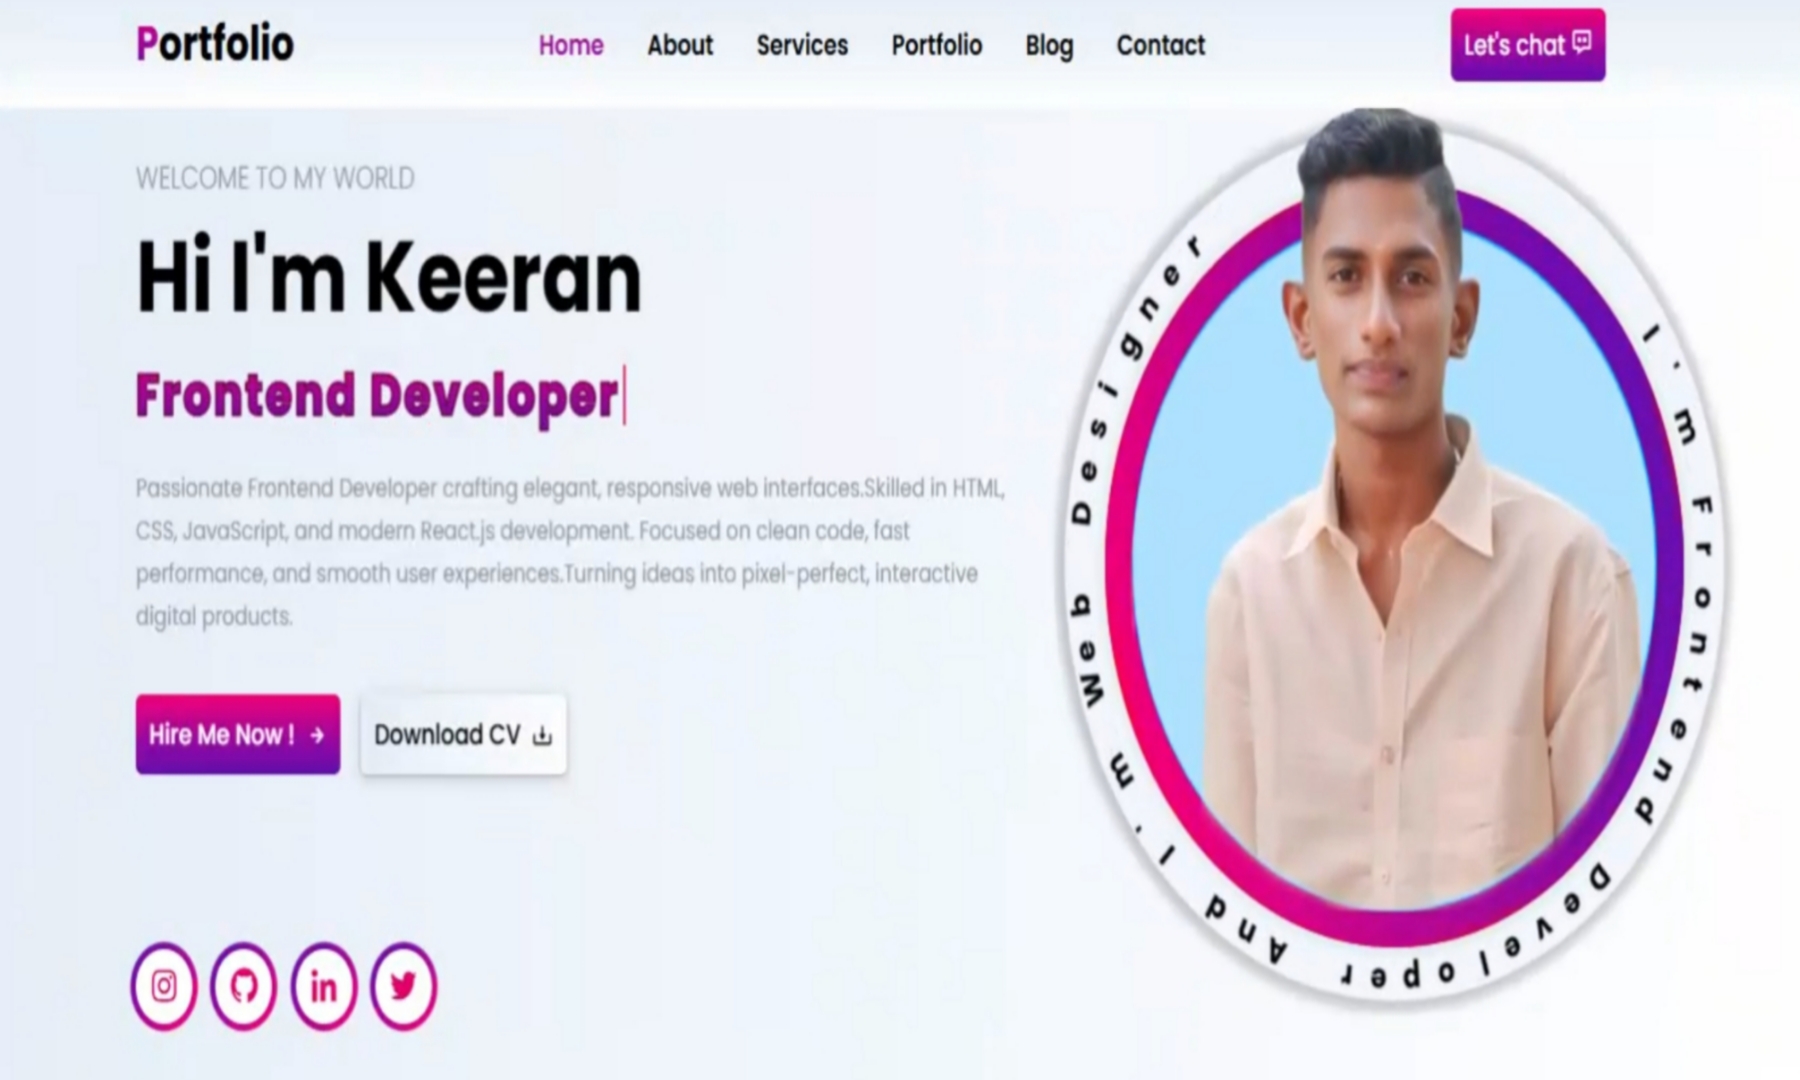 Portfolio
Home About Services Portfolio Blog Contact
Let's chat
WELCOME TO MY WORLD
Hi I'm Keeran
Frontend Developer
Passionate Frontend Developer crafting elegant, responsive web interfaces.Skilled in HTML,
CSS, JavaScript, and modern React.js development. Focused on clean code, fast
performance, and smooth user experiences.Turning ideas into pixel-perfect, interactive
digital products.
Hire Me Now !
Download CV
in
I'm Frontend Developer And I'm Web Designer